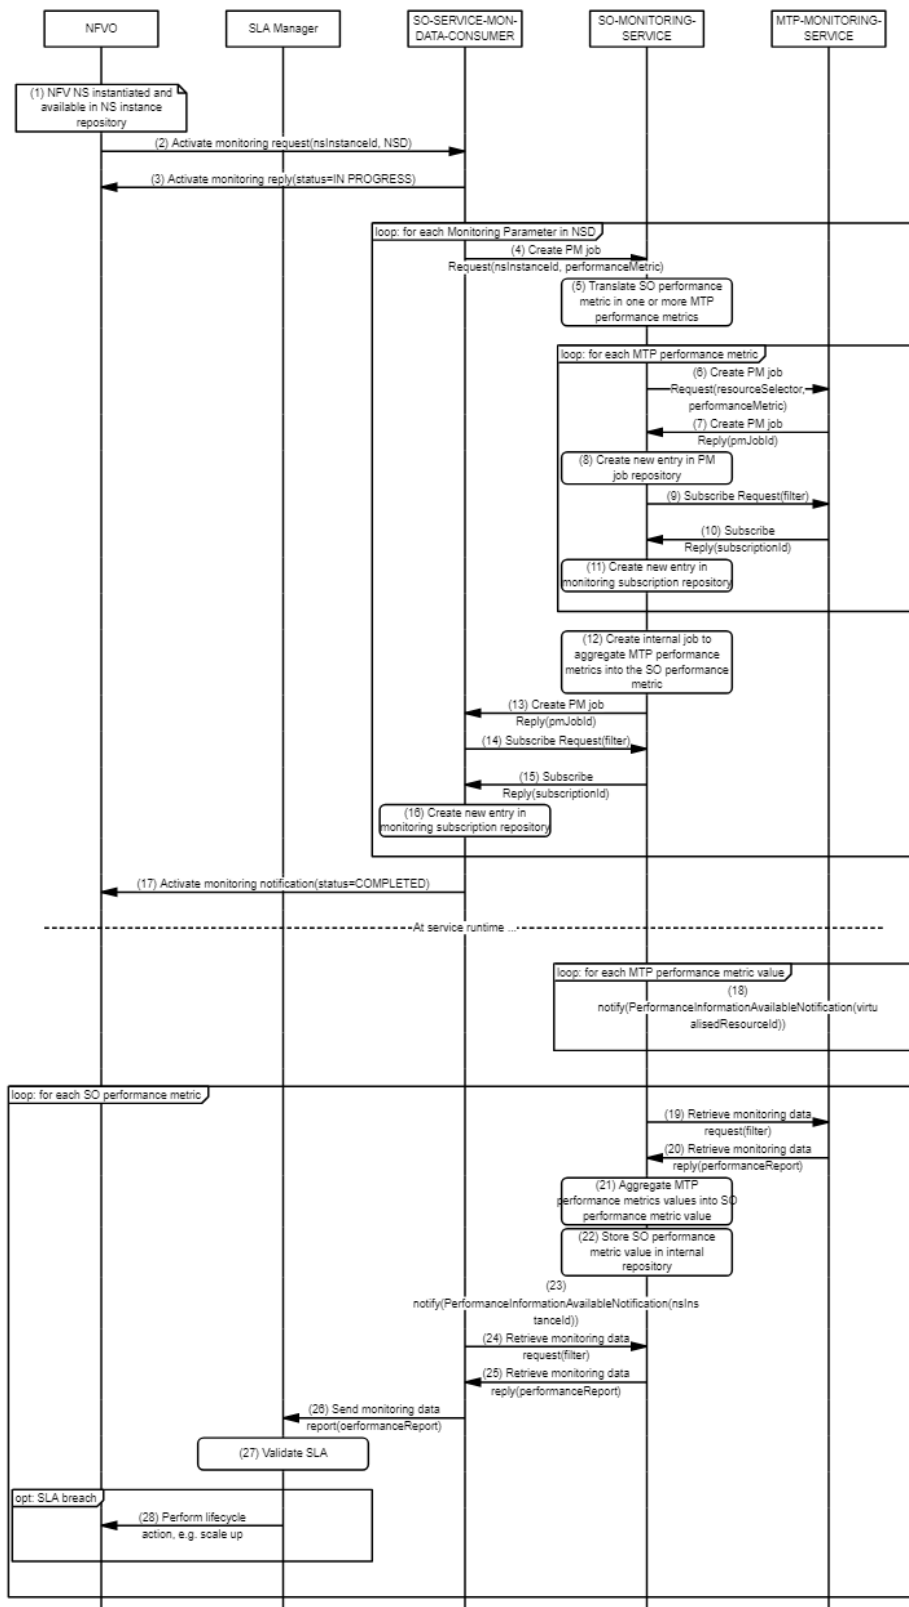 NFVO
SLA Manager
SO-SERVICE-MON-
DATA-CONSUMER
SO-MONITORING-
SERVICE
MTP-MONITORING-
SERVICE
(1) NFV NS instantiated and
available in NS instance
repository
(2) Activate monitoring request(nsInstanceId, NSD)
(3) Activate monitoring reply(status=IN PROGRESS)
loop: for each Monitoring Parameter in NSD
(4) Create PM job
Request(nsInstanceId, performanceMetric)
(5) Translate SO performance
metric in one or more MTP
performance metrics
loop: for each MTP performance metric
(6) Create PM job
Request(resourceSelector,
performanceMetric)
(7) Create PM job
Reply(pmJobId)
(8) Create new entry in PM
job repository
(9) Subscribe Request(filter)
(10) Subscribe
Reply(subscriptionId)
(11) Create new entry in
monitoring subscription repository
(12) Create internal job to
aggregate MTP performance
metrics into the SO performance
metric
(13) Create PM job
Reply(pmJobId)
(14) Subscribe Request(filter)
(15) Subscribe
Reply(subscriptionId)
(16) Create new entry in
monitoring subscription repository
(17) Activate monitoring notification(status=COMPLETED)
At service runtime ...
loop: for each MTP performance metric value
(18)
notify(PerformanceInformationAvailableNotification(virtu
alisedResourceId))
loop: for each SO performance metric
(19) Retrieve monitoring data
request(filter)
(20) Retrieve monitoring data
reply(performanceReport)
(21) Aggregate MTP
performance metrics values into SO
performance metric value
(22) Store SO performance
metric value in internal
repository
(23)
notify(PerformanceInformationAvailableNotification(nsIns
tanceId))
(24) Retrieve monitoring data
request(filter)
(25) Retrieve monitoring data
reply(performanceReport)
(26) Send monitoring data
report(oerformanceReport)
(27) Validate SLA
opt: SLA breach
(28) Perform lifecycle
action, e.g. scale up